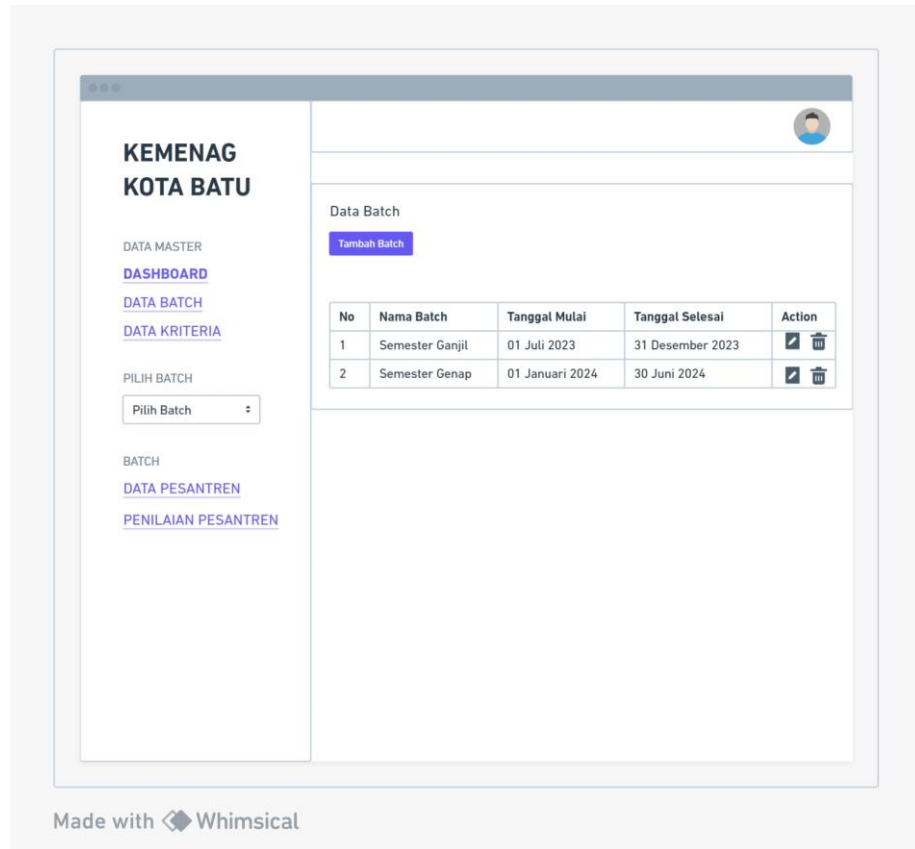 KEMENAG
KOTA BATU
DATA MASTER
DASHBOARD
DATA BATCH
DATA KRITERIA
PILIH BATCH
Pilih Batch
BATCH
DATA PESANTREN
PENILAIAN PESANTREN
Data Batch
Tambah Batch
No Nama Batch Tanggal Mulai Tanggal Selesai Action
1 Semester Ganjil 01 Juli 2023 31 Desember 2023
2 Semester Genap 01 Januari 2024 30 Juni 2024
Made with Whimsical